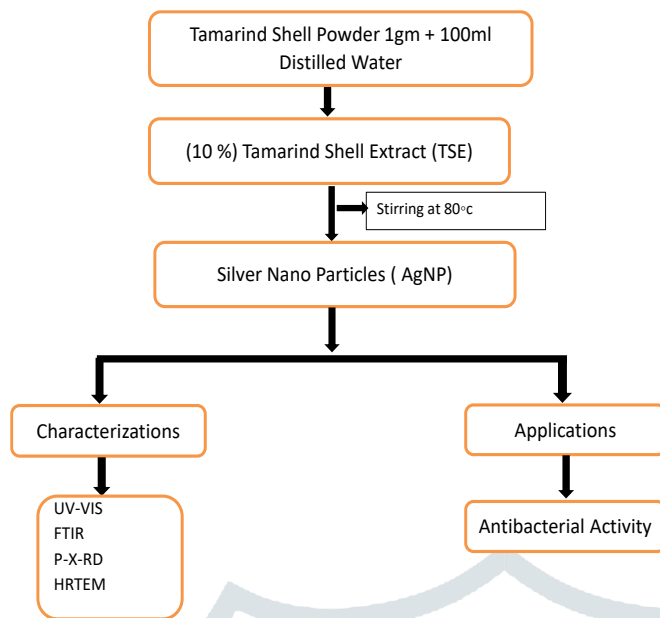 Tamarind Shell Powder 1gm + 100ml
Distilled Water
(10 %) Tamarind Shell Extract (TSE)
Stirring at 80◦c
Silver Nano Particles ( AgNP)
Characterizations
Applications
UV-VIS
FTIR
P-X-RD
HRTEM
Antibacterial Activity